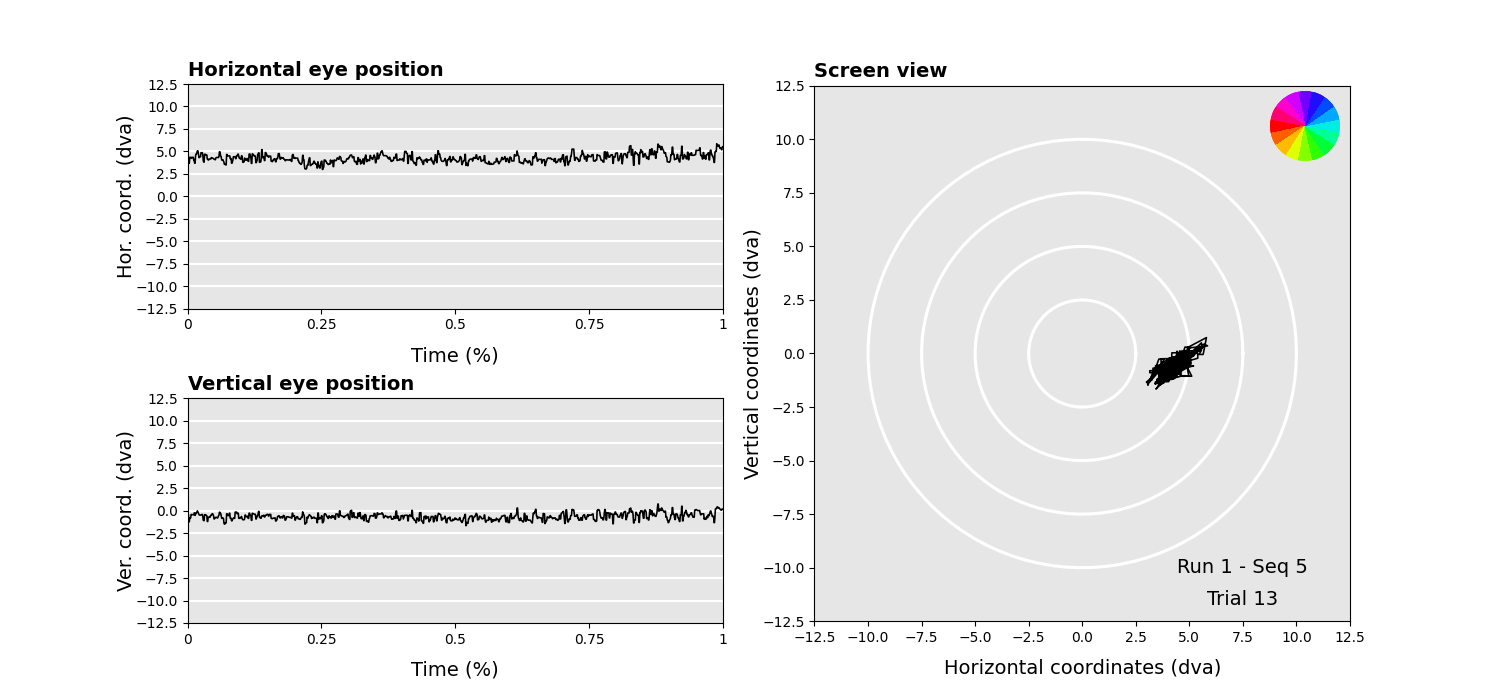 Horizontal eye position
12.5
10.0
7.5
5.0
2.5
0.0
−2.5
−5.0
−7.5
−10.0
−12.5
Hor. coord. (dva)
0 0.25 0.5 0.75 1
Time (%)
Vertical eye position
12.5
10.0
7.5
5.0
2.5
0.0
−2.5
−5.0
−7.5
−10.0
−12.5
Ver. coord. (dva)
0 0.25 0.5 0.75 1
Time (%)
Screen view
12.5
10.0
7.5
5.0
2.5
0.0
−2.5
−5.0
−7.5
−10.0
−12.5
Vertical coordinates (dva)
Run 1 - Seq 5
Trial 13
−12.5 −10.0 −7.5 −5.0 −2.5 0.0 2.5 5.0 7.5 10.0 12.5
Horizontal coordinates (dva)